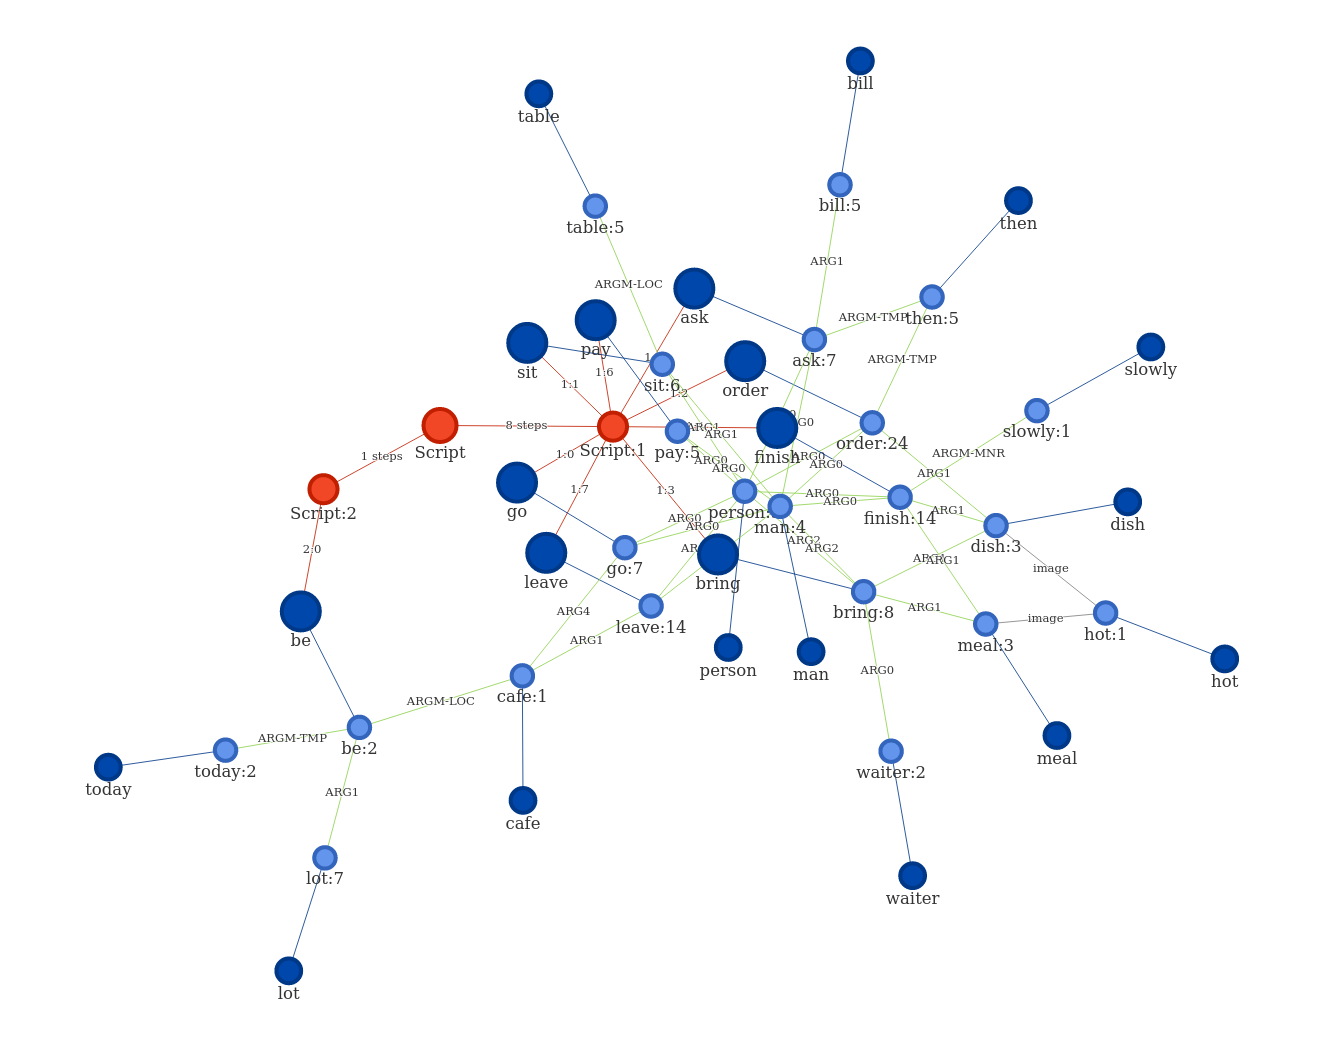 bill
table
then
bill:5
table:5
ARG1
ARGM-LOC
ask
ARGM-TMP
then:5
pay
ask:7
ARGM-TMP
sit
1:6
slowly
1:1
sit:6
1:2
order
8 steps
ARG1
ARG1
slowly:1
Script
Script:1
pay:5
finish
order:24
1 steps
1:0
ARG0
ARG0
ARG0
ARG0
ARGM-MNR
ARG1
1:7
1:3
go
Script:2
ARG0
ARG0
person:
man:4
finish:14
ARG1
dish
ARG0
ARG0
2:0
ARG2
ARG2
dish:3
go:7
leave
bring
ARG1
image
ARG4
bring:8
ARG1
be
leave:14
image
hot:1
ARG1
meal:3
person
man
ARG0
hot
cafe:1
ARGM-LOC
ARGM-TMP
be:2
meal
today:2
waiter:2
today
ARG1
cafe
lot:7
waiter
lot